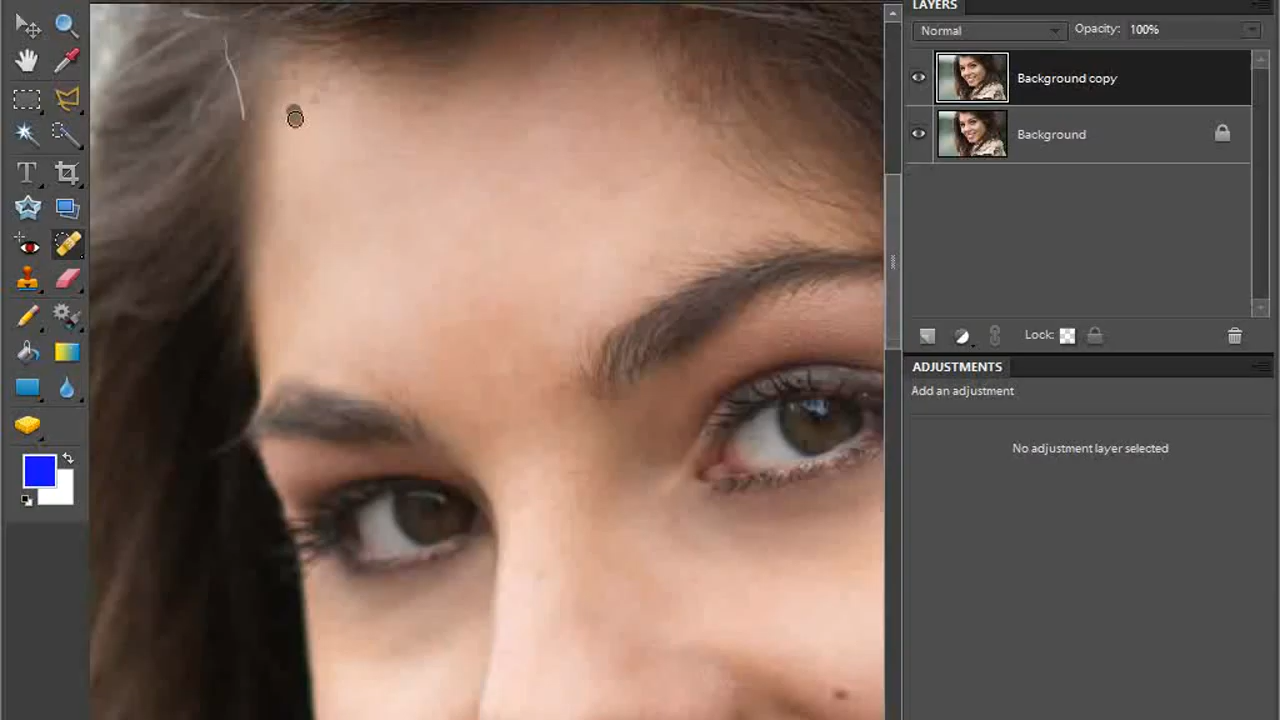 LAYERS
Normal
Opacity: 100%
Background copy
Background
Lock:
ADJUSTMENTS
Add an adjustment
No adjustment layer selected
T